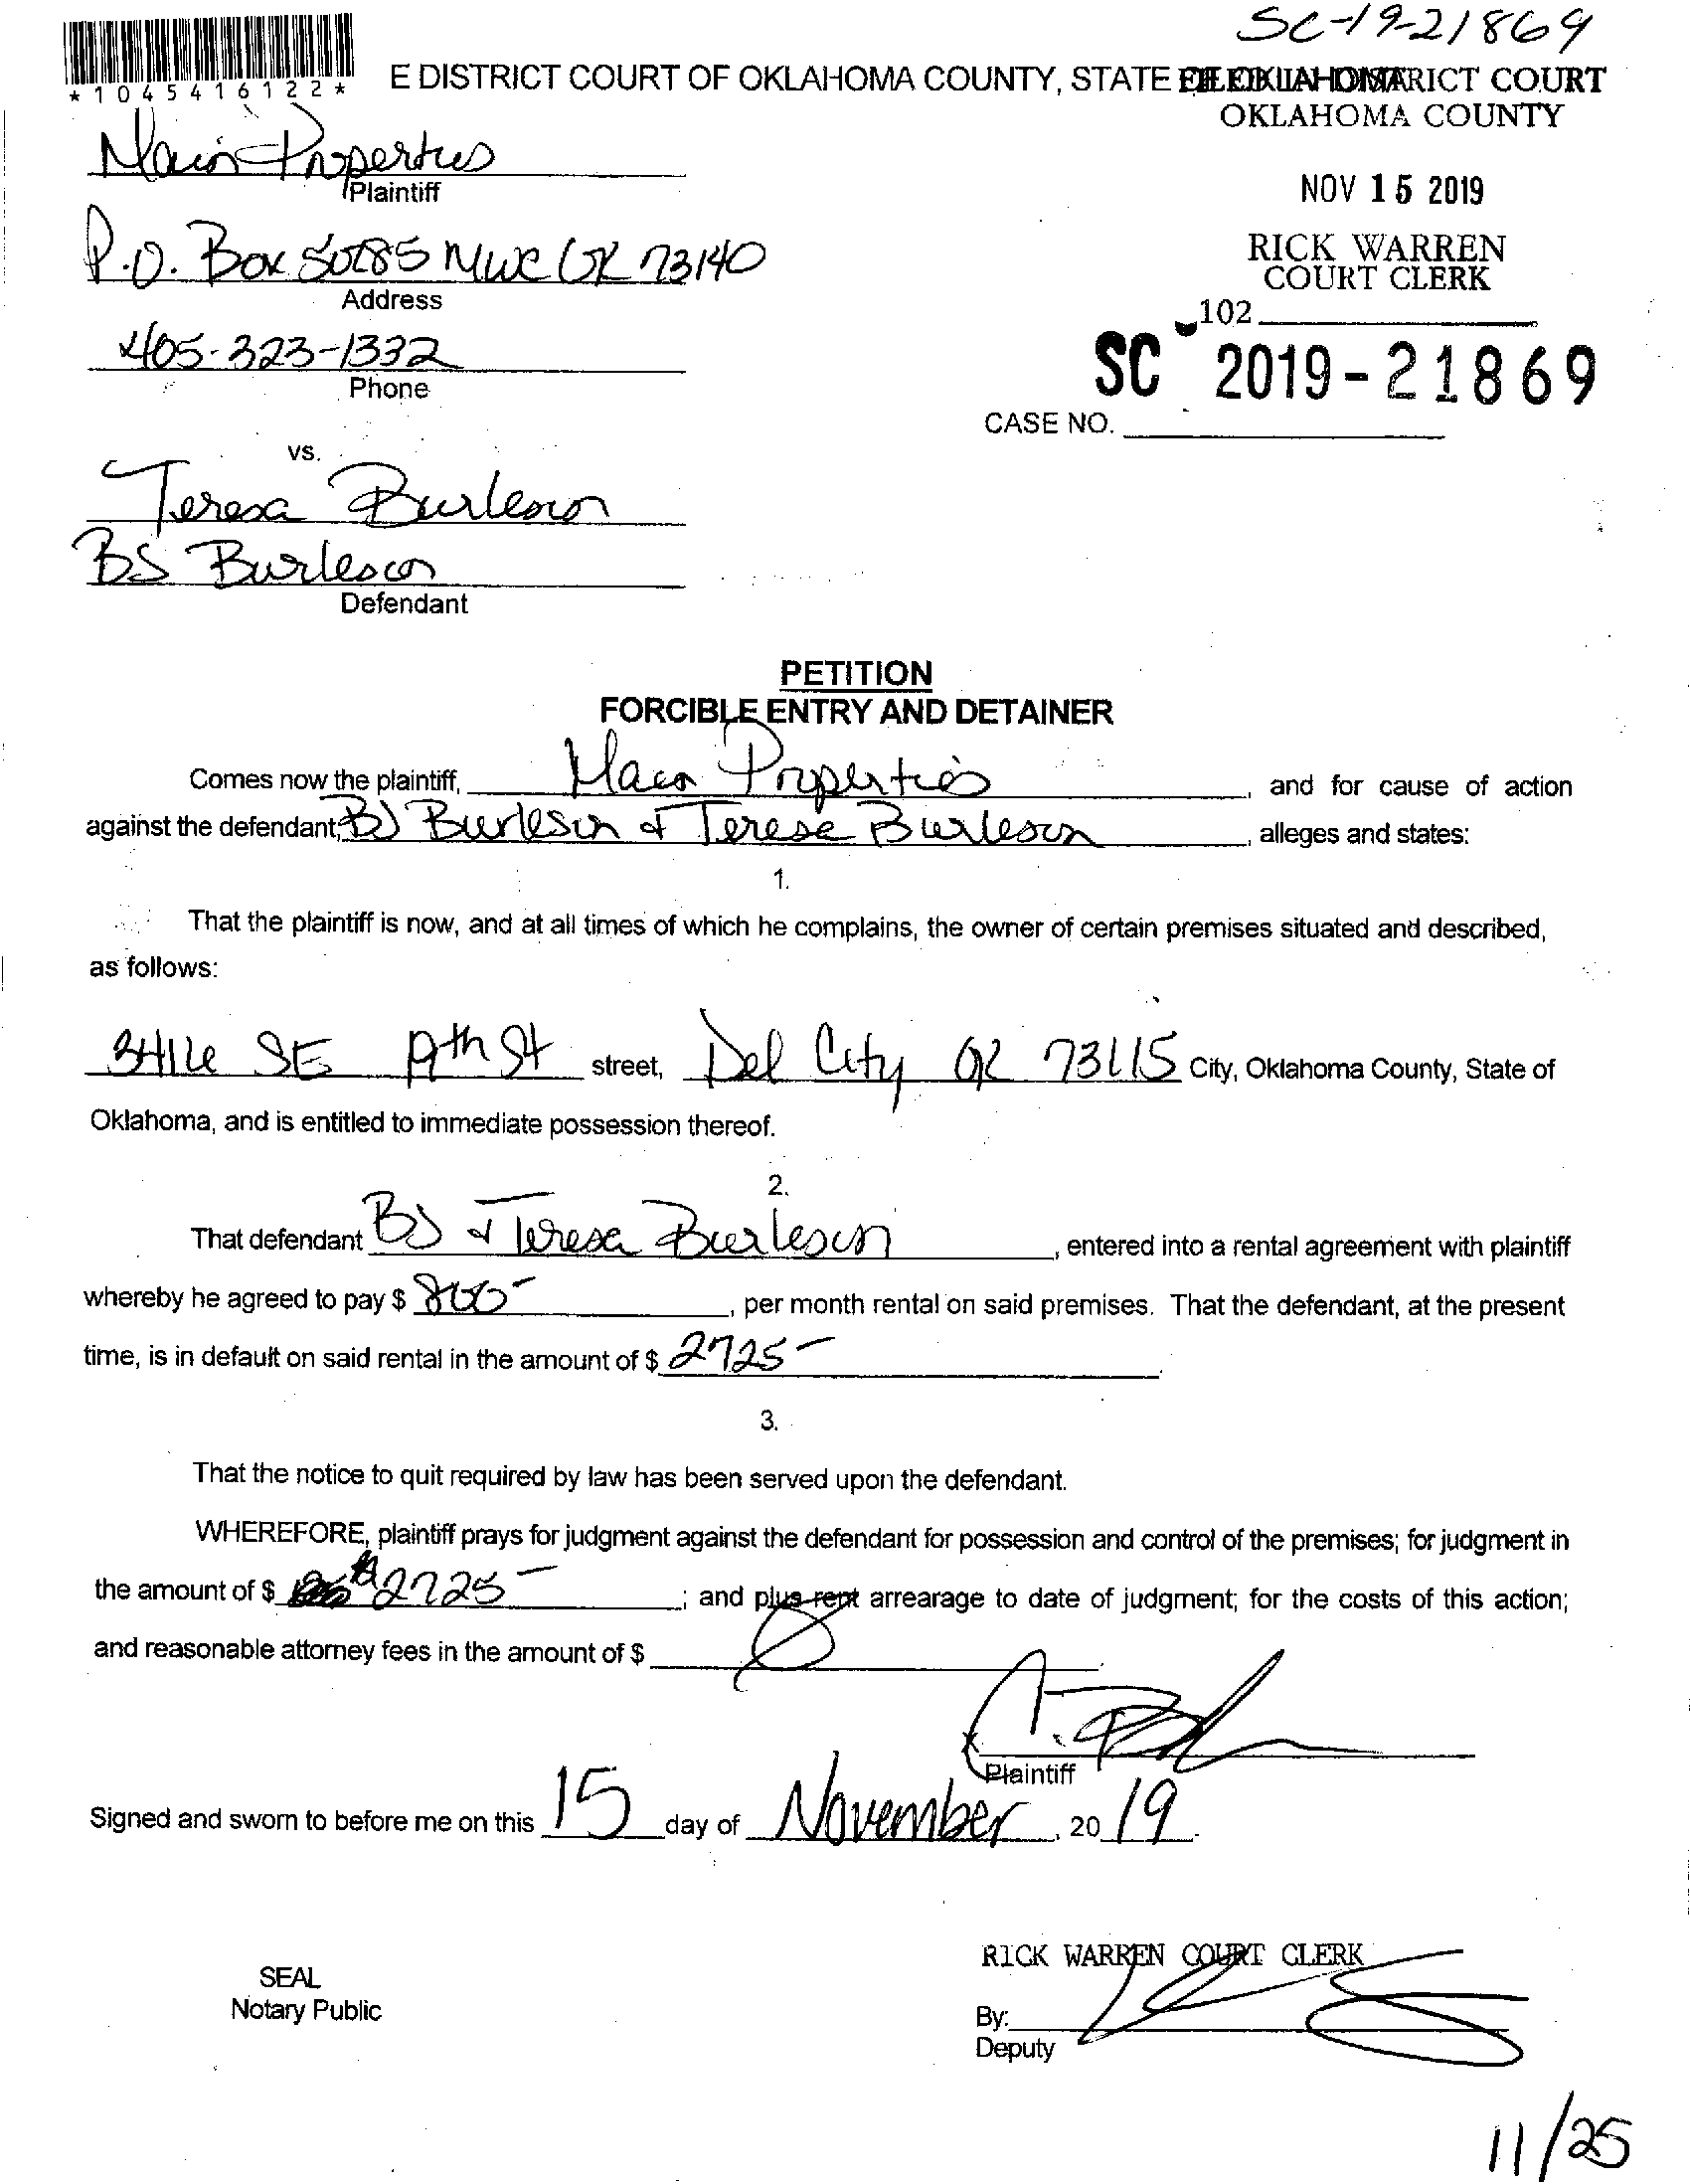 SC-19-21869
*1045416122*
E DISTRICT COURT OF OKLAHOMA COUNTY, STATE OF OKLAHOMA
FILED IN DISTRICT COURT
OKLAHOMA COUNTY
Properties
Plaintiff
NOV 15 2019
RICK WARREN
COURT CLERK
P.O. Box MWC OK 73140
Address
102
405-323-1332
Phone
SC 2019-21869
CASE NO.
vs.
Teresa Burleson
BS Burleson
Defendant
PETITION
FORCIBLE ENTRY AND DETAINER
Comes now the plaintiff, Properties and for cause of action
against the defendant, BJ Burleson & Terese Burleson, alleges and states:
1.
That the plaintiff is now, and at all times of which he complains, the owner of certain premises situated and described,
as follows:
SE St street, Del City OK 73115 City, Oklahoma County, State of
Oklahoma, and is entitled to immediate possession thereof.
2.
That defendant BJ & Teresa Burleson, entered into a rental agreement with plaintiff
whereby he agreed to pay $ 800-, per month rental on said premises. That the defendant, at the present
time, is in default on said rental in the amount of $ 2725-
3.
That the notice to quit required by law has been served upon the defendant.
WHEREFORE, plaintiff prays for judgment against the defendant for possession and control of the premises; for judgment in
the amount of $ $2725-; and plus rent arrearage to date of judgment; for the costs of this action;
and reasonable attorney fees in the amount of $
Plaintiff
Signed and sworn to before me on this 15 day of November, 2019.
RICK WARREN COURT CLERK
SEAL
Notary Public
By:
Deputy
11/25